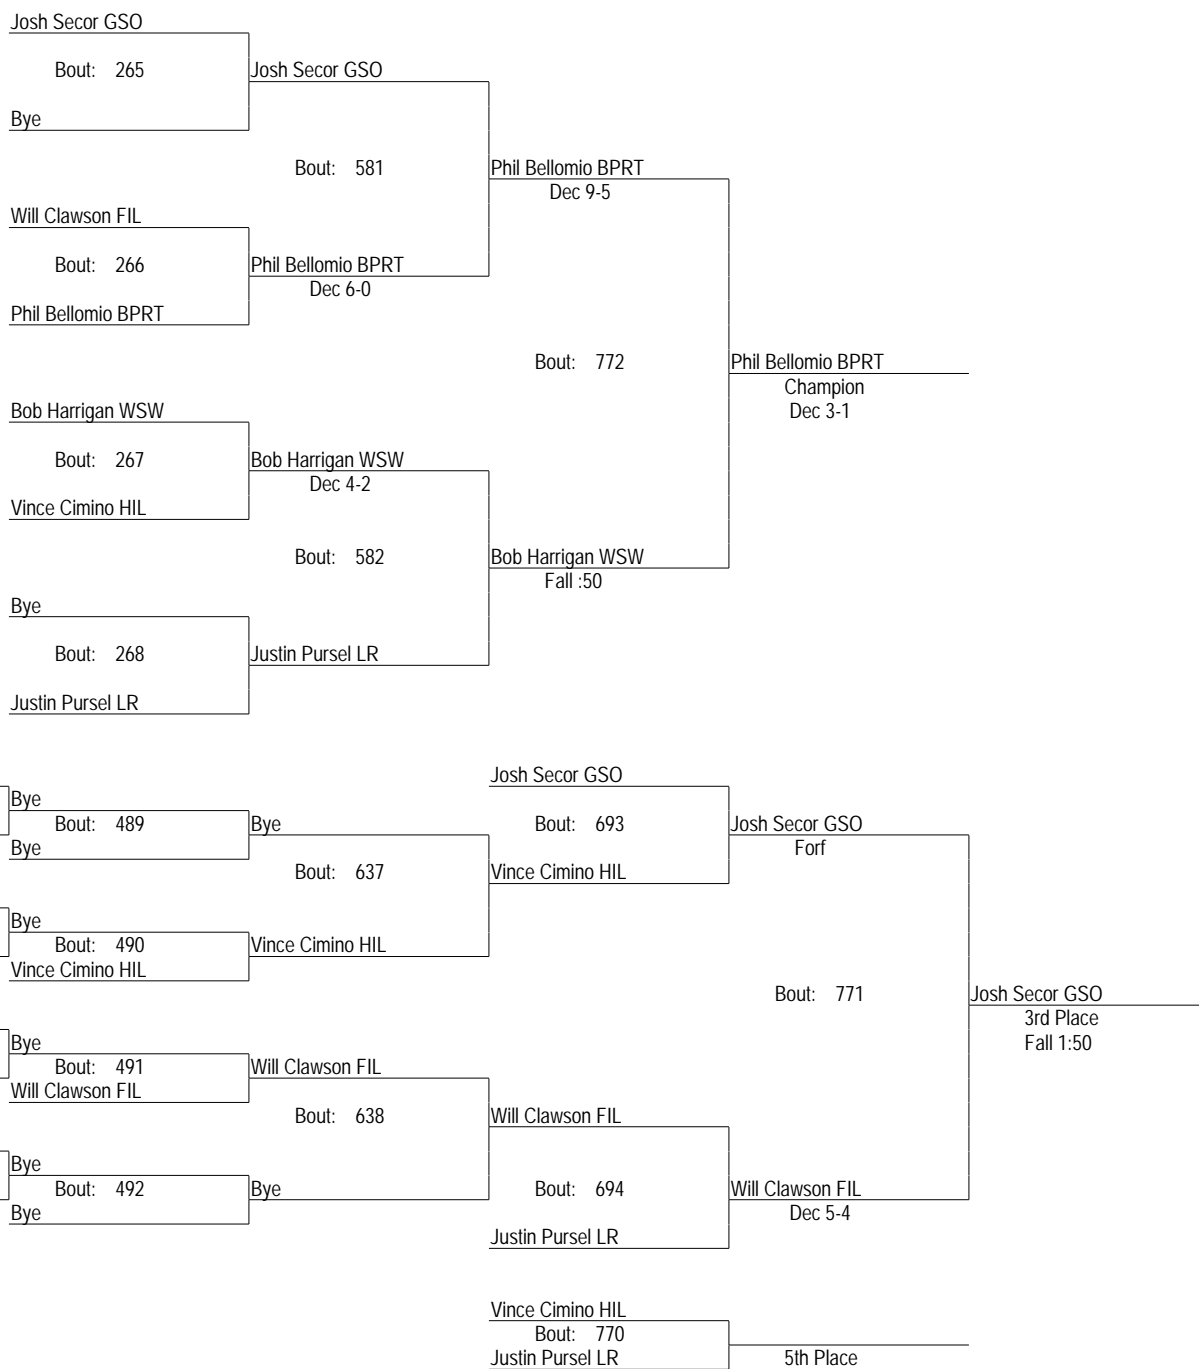 Josh Secor GSO
Bout: 265 Josh Secor GSO
Bye
Bout: 581 Phil Bellomio BPRT
Dec 9-5
Will Clawson FIL
Bout: 266 Phil Bellomio BPRT
Dec 6-0
Phil Bellomio BPRT
Bout: 772 Phil Bellomio BPRT
Champion
Dec 3-1
Bob Harrigan WSW
Bout: 267 Bob Harrigan WSW
Dec 4-2
Vince Cimino HIL
Bout: 582 Bob Harrigan WSW
Fall :50
Bye
Bout: 268 Justin Pursel LR
Justin Pursel LR
Josh Secor GSO
Bye
Bout: 489 Bye Bout: 693 Josh Secor GSO
Bye Forf
Bout: 637 Vince Cimino HIL
Bye
Bout: 490 Vince Cimino HIL
Vince Cimino HIL
Bout: 771 Josh Secor GSO
3rd Place
Bye Fall 1:50
Bout: 491 Will Clawson FIL
Will Clawson FIL
Bout: 638 Will Clawson FIL
Bye
Bout: 492 Bye Bout: 694 Will Clawson FIL
Bye Dec 5-4
Justin Pursel LR
Vince Cimino HIL
Bout: 770
Justin Pursel LR 5th Place